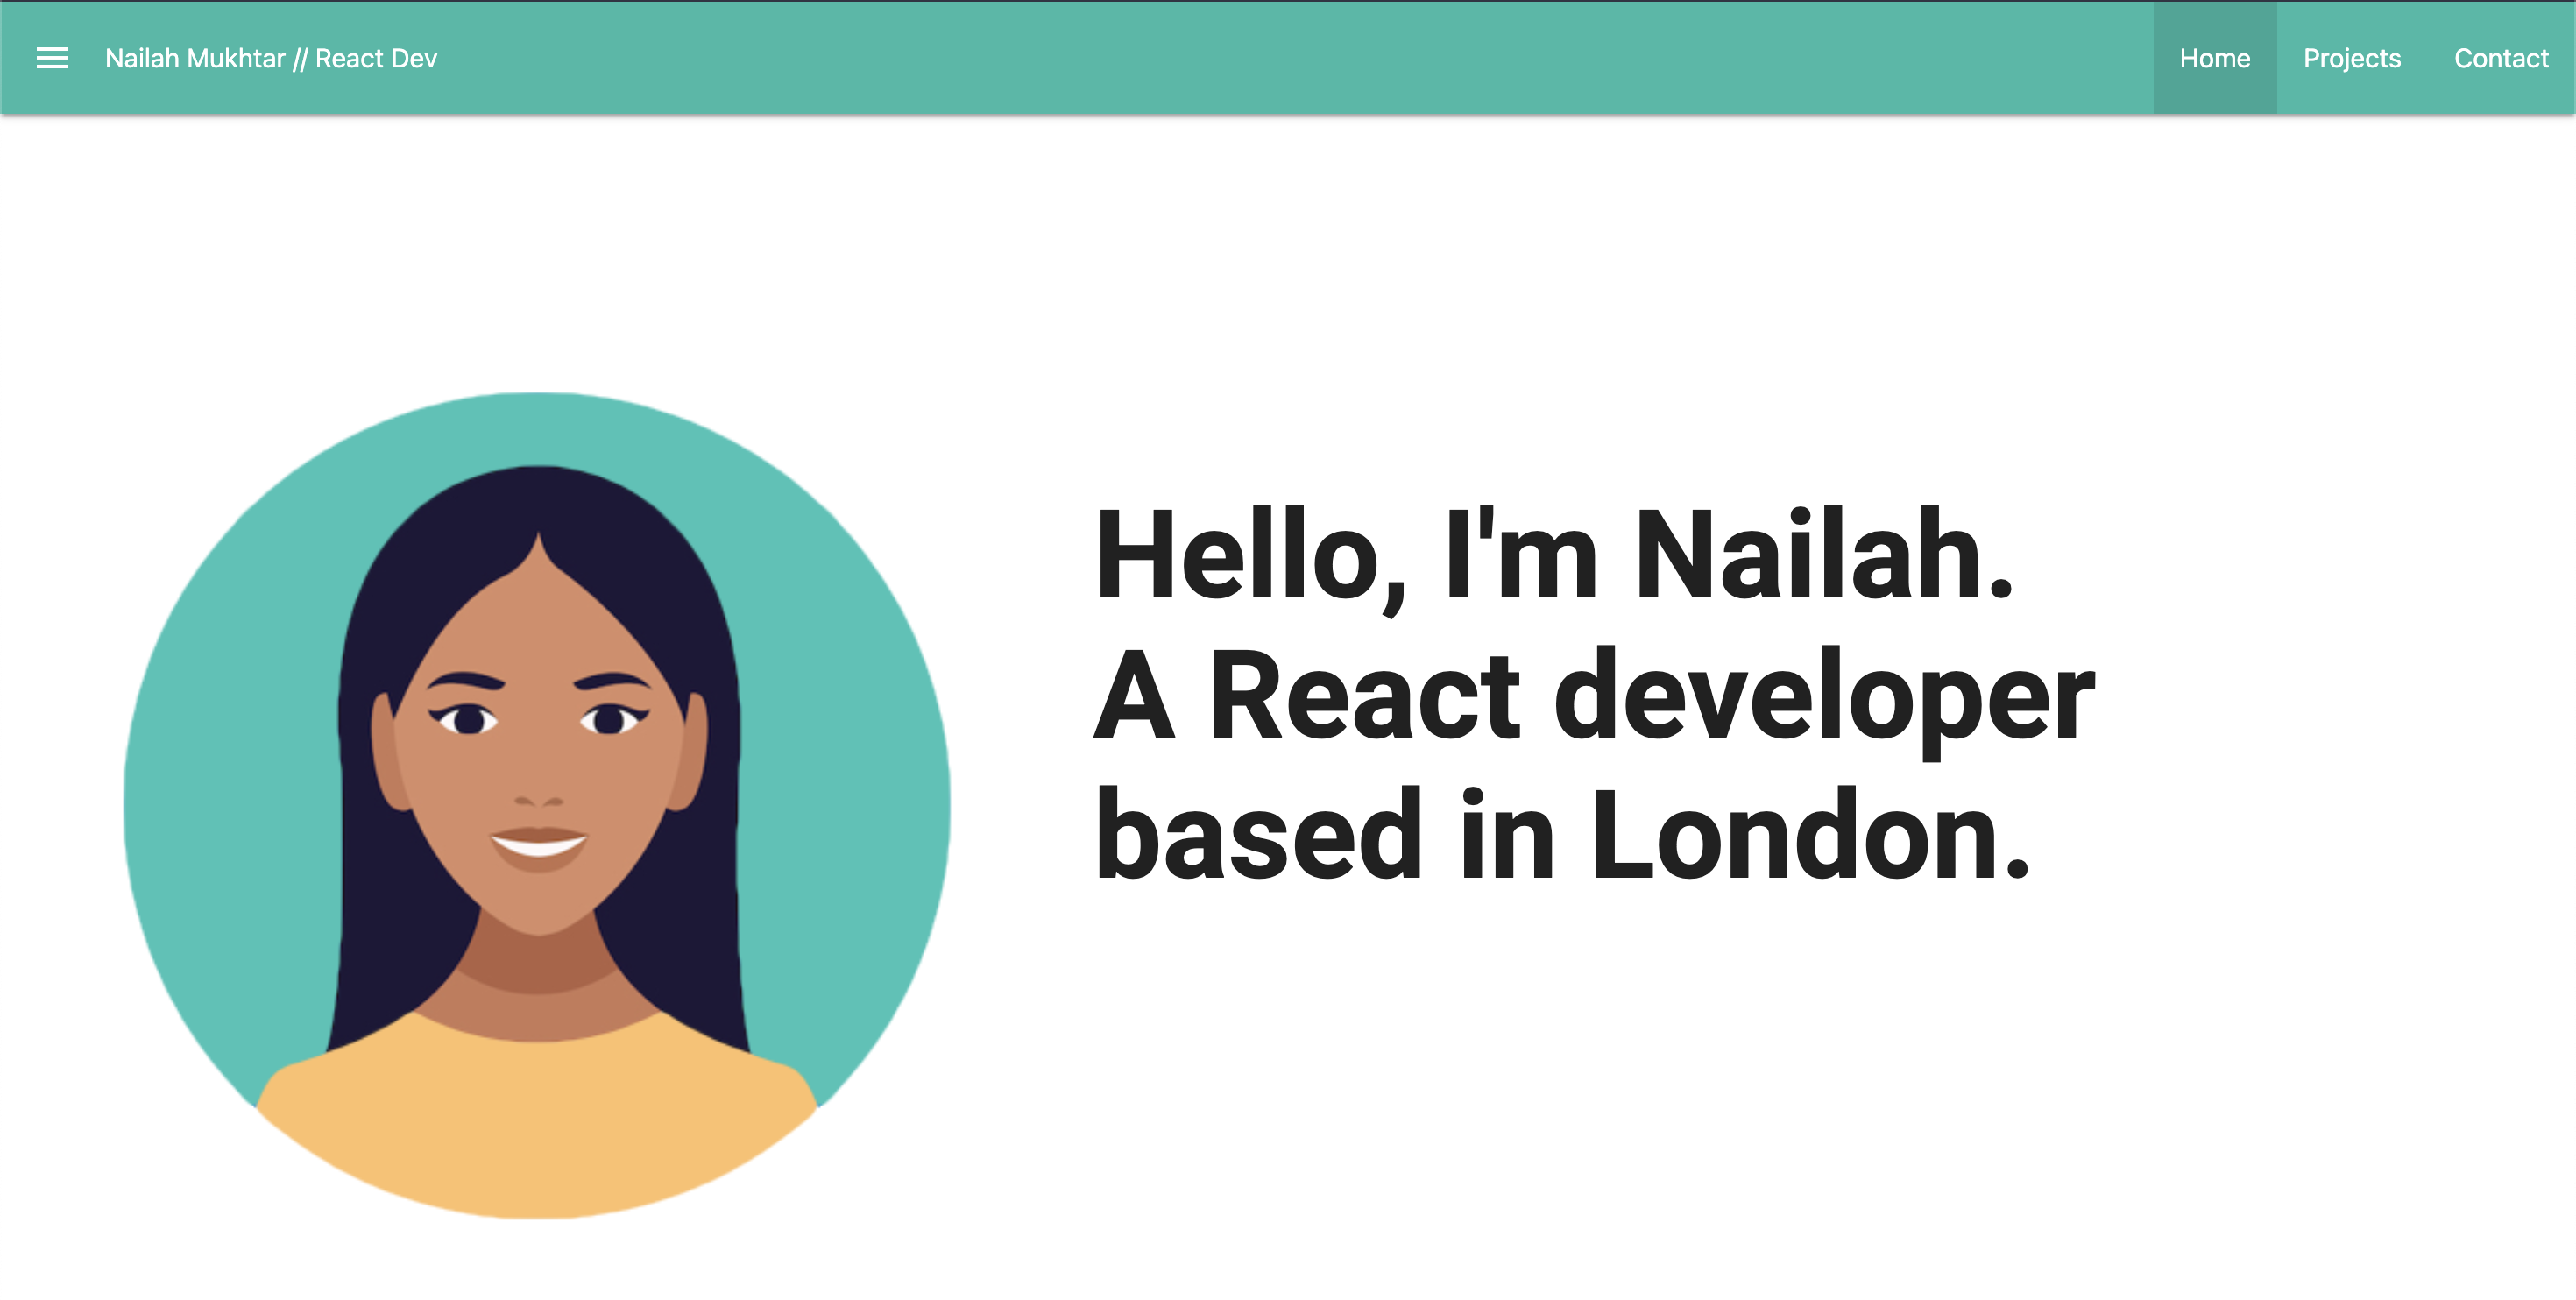 Nailah Mukhtar // React Dev
Home
Projects
Contact
Hello, I'm Nailah.
A React developer
based in London.